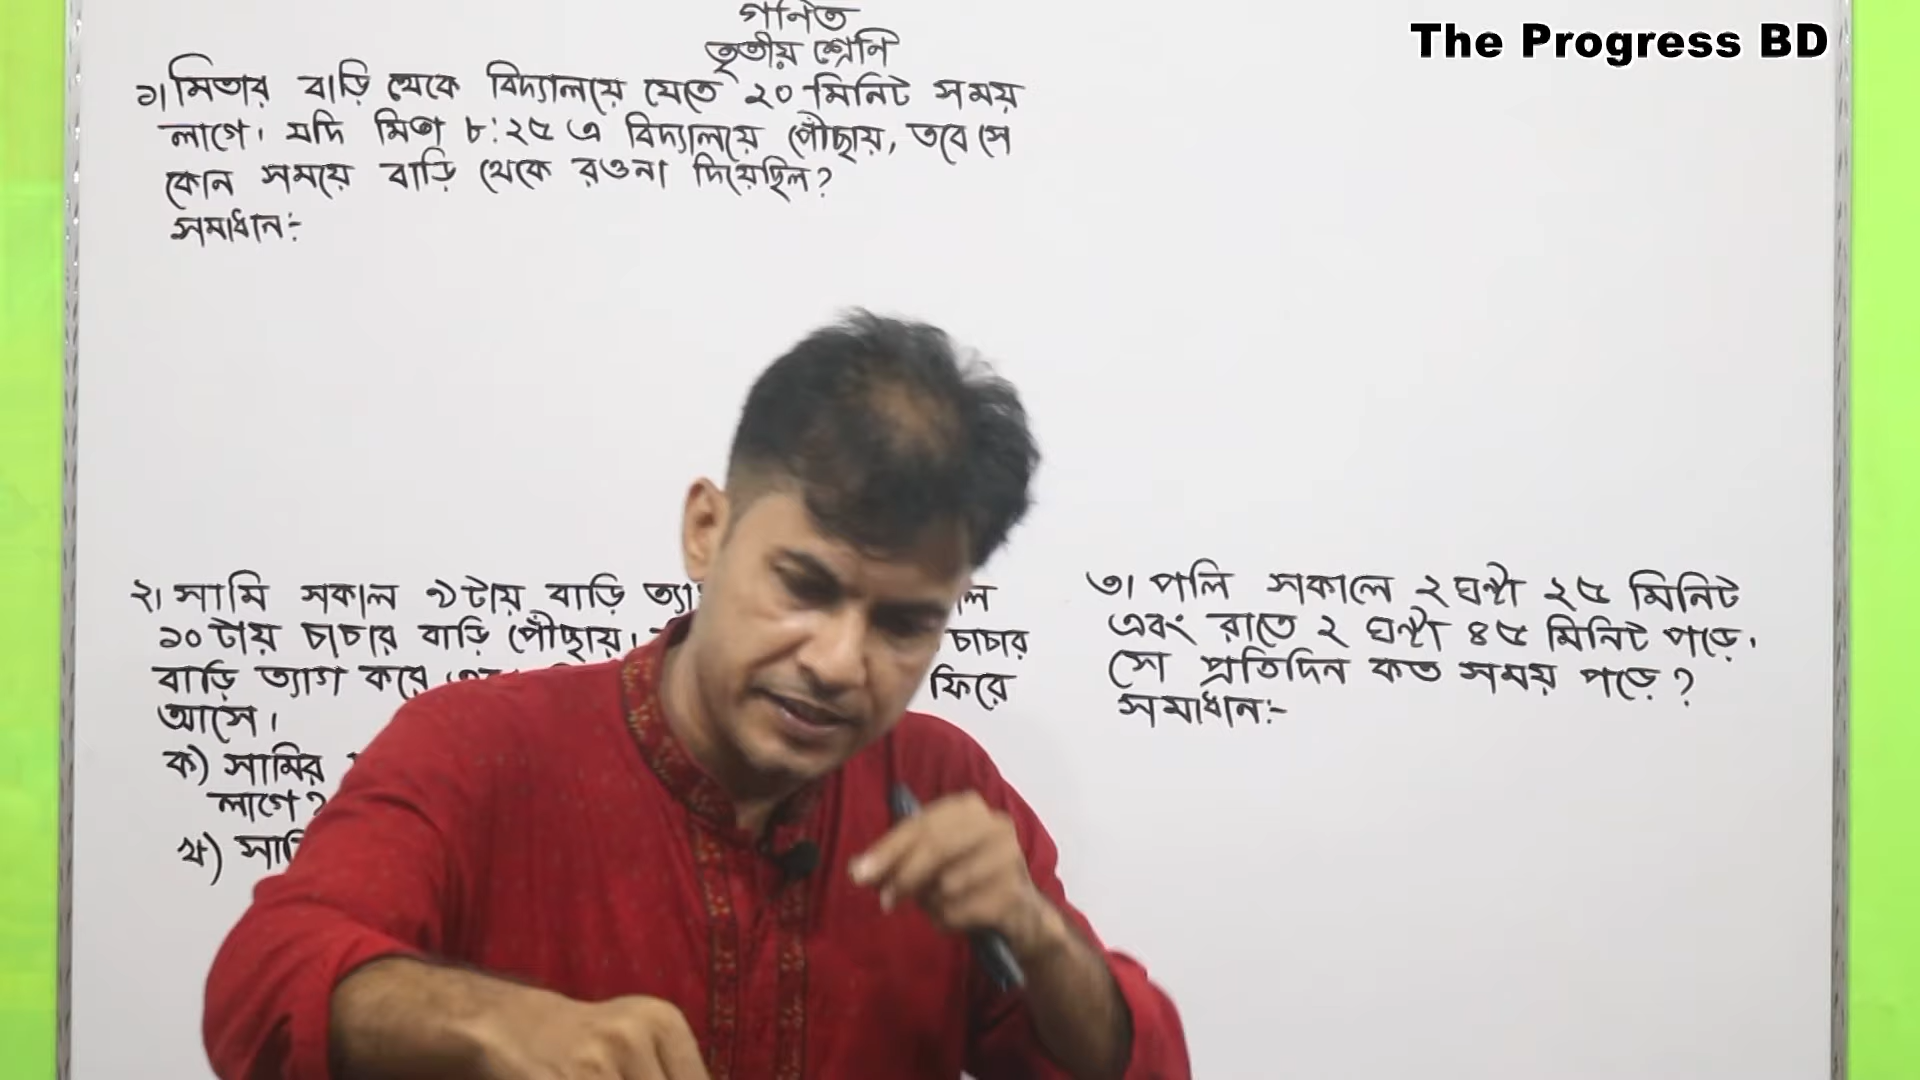 The Progress BD
গণিত
তৃতীয় শ্রেনি
১। মিতার বাড়ি থেকে বিদ্যালয়ে যেতে ২০ মিনিট সময়
লাগে। যদি মিতা ৮:২৫ এ বিদ্যালয়ে পৌঁছায়, তবে সে
কোন সময়ে বাড়ি থেকে রওনা দিয়েছিল?
সমাধান:-
২। সামি সকাল ৯টায় বাড়ি
১০টায় চাচার বাড়ি পৌঁছায়। চাচার
বাড়ি ত্যাগ করে ফিরে
আসে।
ক) সামির
লাগে?
খ)
৩। পলি সকালে ২ ঘণ্টা ২৫ মিনিট
এবং রাতে ২ ঘণ্টা ৪৫ মিনিট পড়ে।
সে প্রতিদিন কত সময় পড়ে?
সমাধান:-